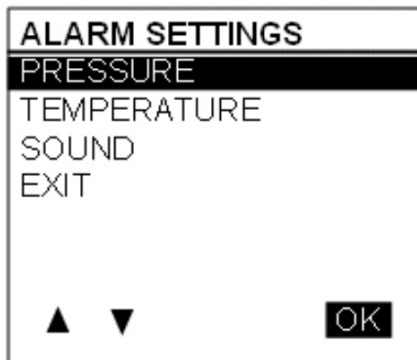 ALARM SETTINGS
PRESSURE
TEMPERATURE
SOUND
EXIT
▲ ▼ OK